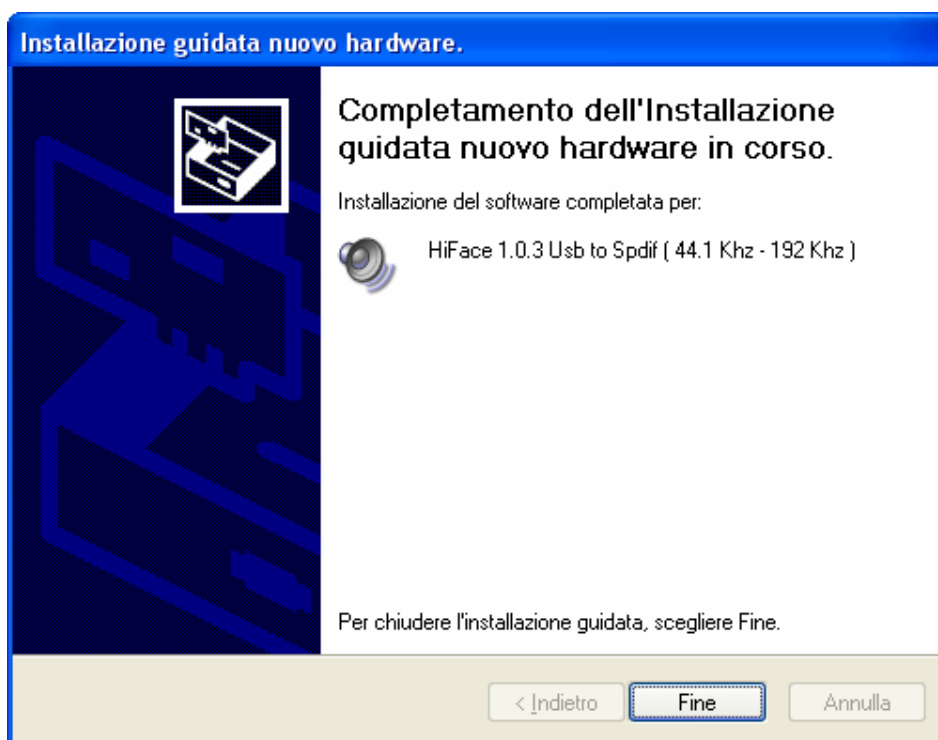 Installazione guidata nuovo hardware.
Completamento dell'Installazione
guidata nuovo hardware in corso.
Installazione del software completata per:
HiFace 1.0.3 Usb to Spdif ( 44.1 Khz - 192 Khz )
Per chiudere l'installazione guidata, scegliere Fine.
< Indietro
Fine
Annulla